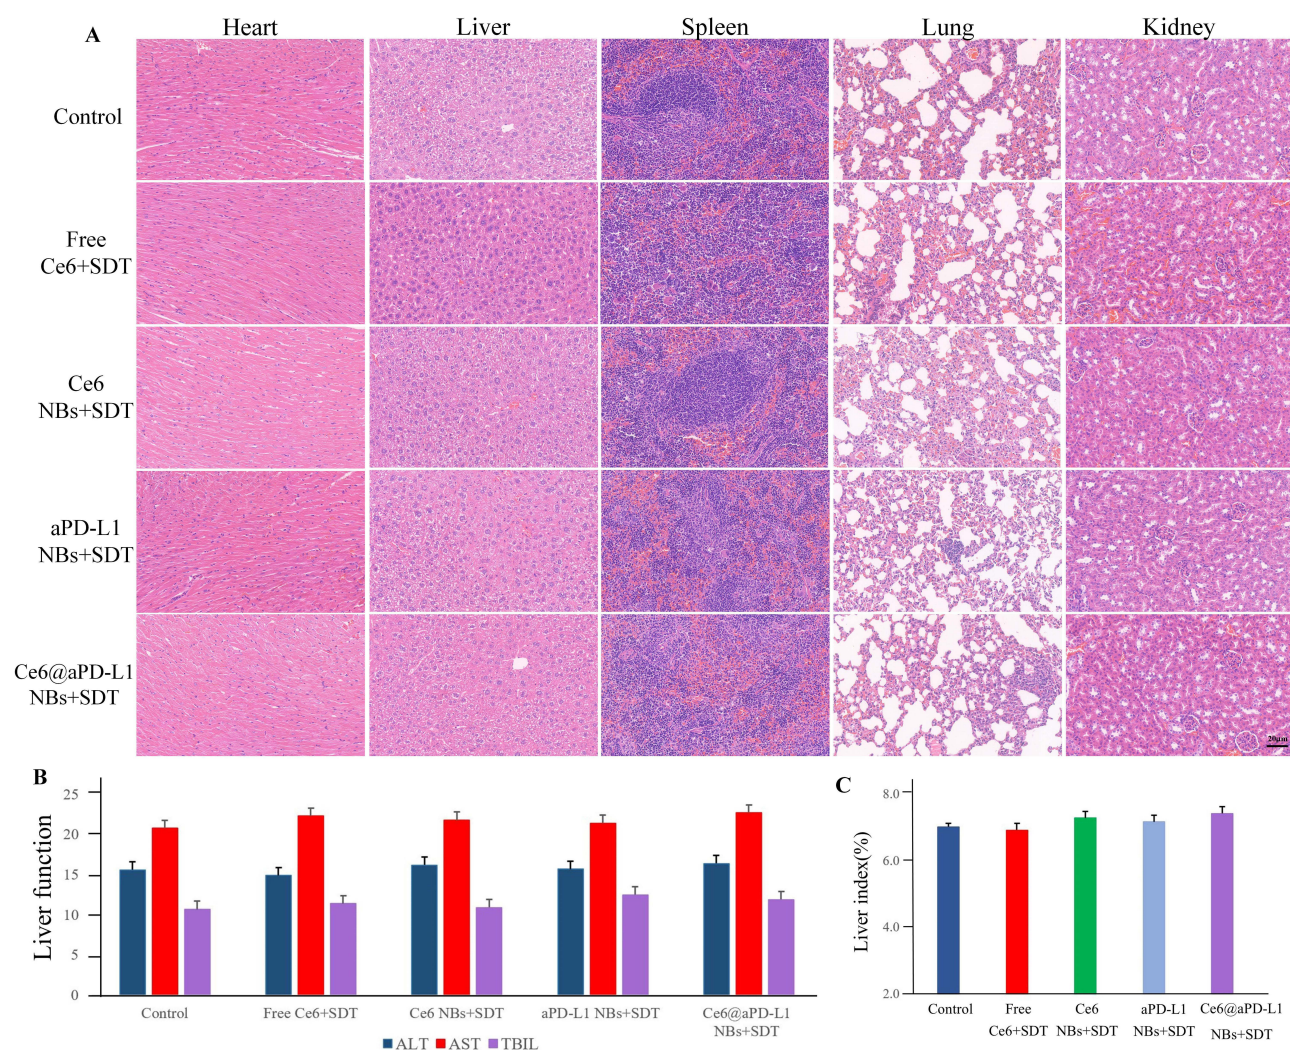 A
Heart
Liver
Spleen
Lung
Kidney
Control
Free
Ce6+SDT
Ce6
NBs+SDT
aPD-L1
NBs+SDT
Ce6@aPD-L1
NBs+SDT
20μm
B
Liver function
25
20
15
10
5
0
Control
Free Ce6+SDT
Ce6 NBs+SDT
aPD-L1 NBs+SDT
Ce6@aPD-L1
NBs+SDT
ALT AST TBIL
C
Liver index(%)
8.0
6.0
4.0
2.0
Control
Free
Ce6+SDT
Ce6
NBs+SDT
aPD-L1
NBs+SDT
Ce6@aPD-L1
NBs+SDT